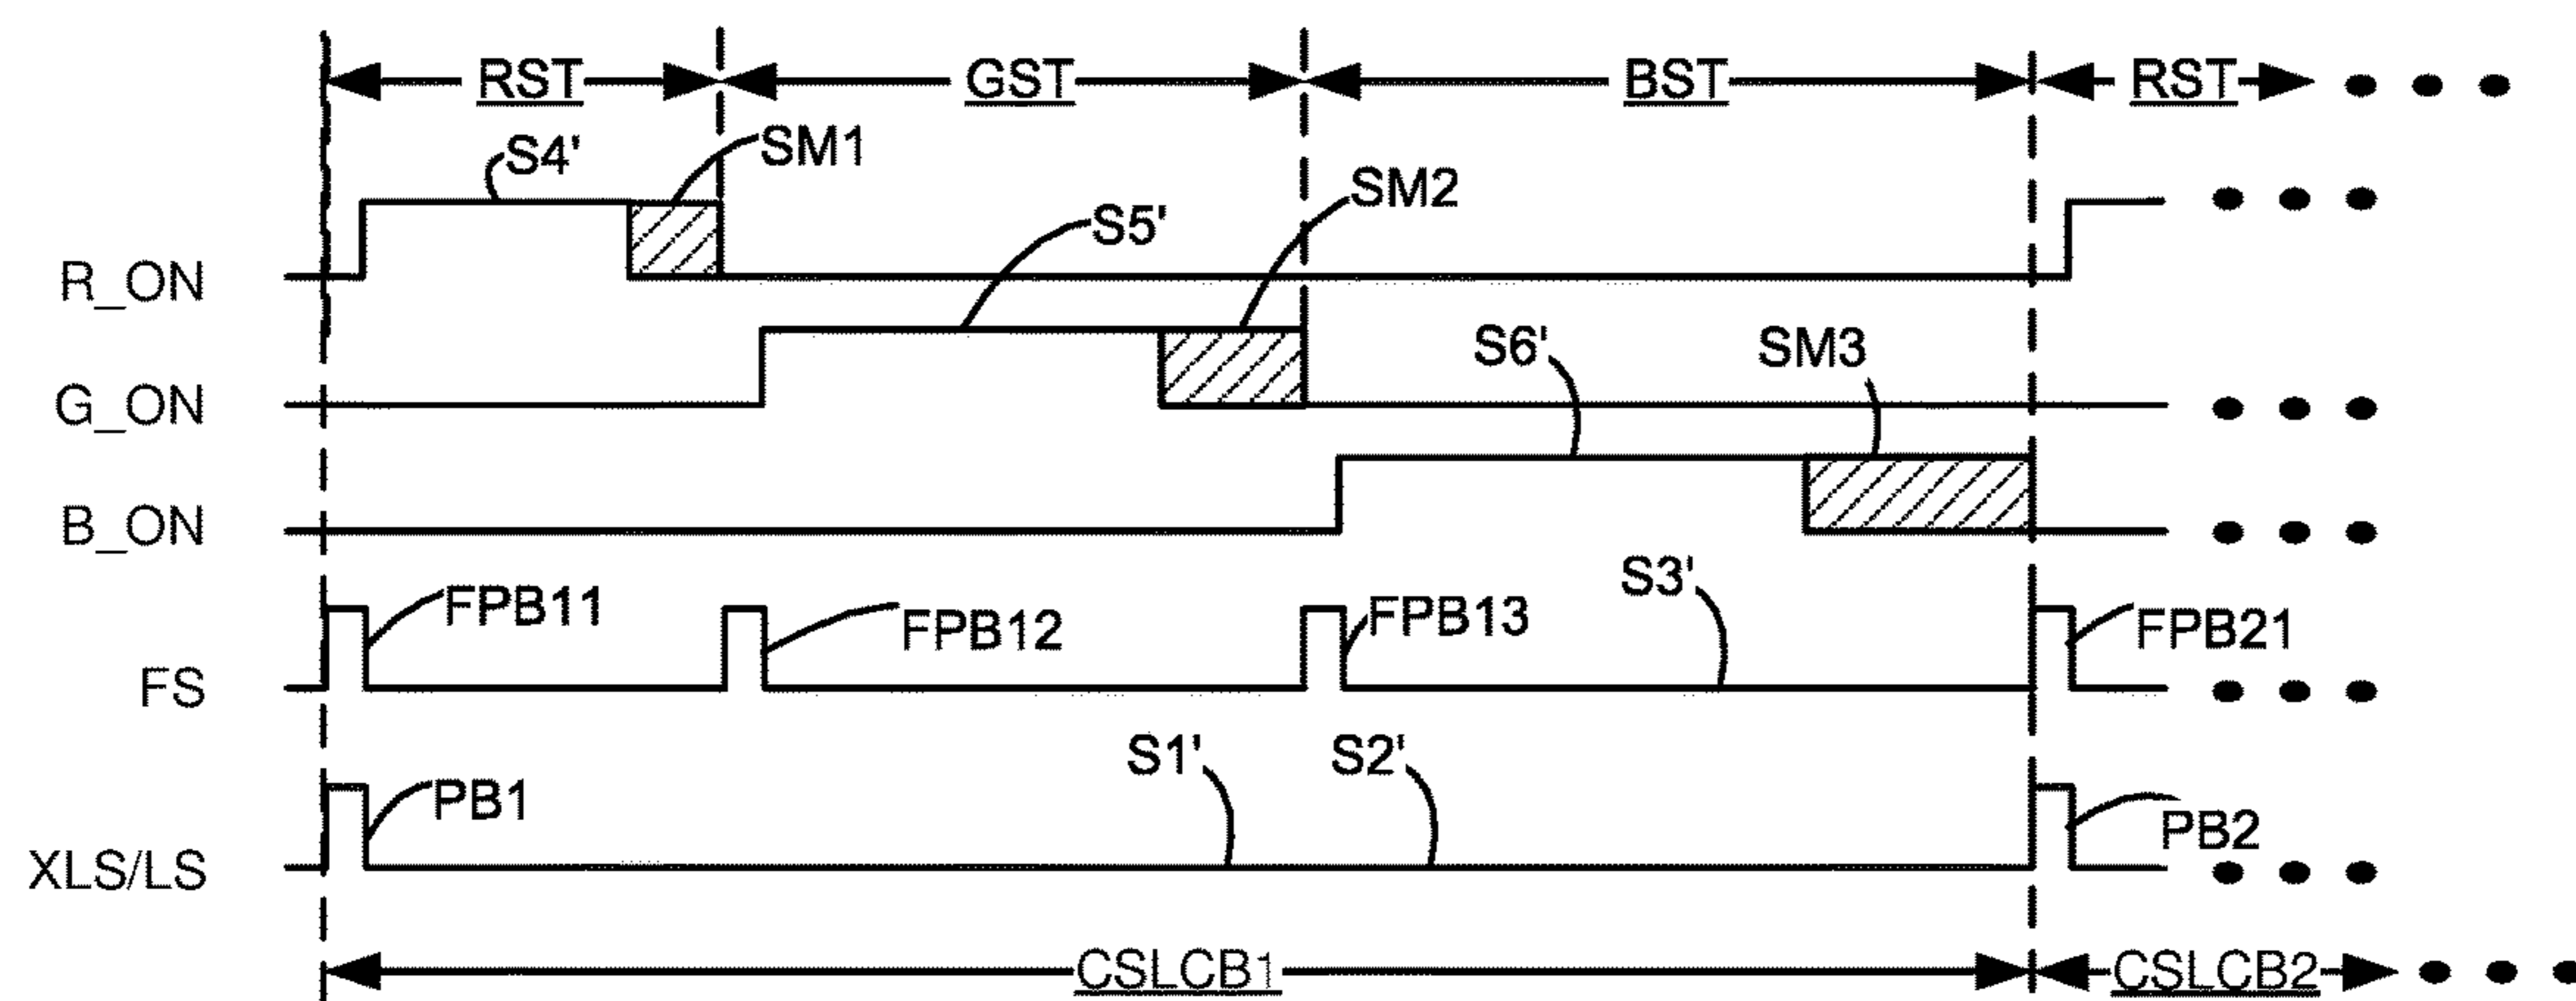 RST GST BST RST
S4' SM1
SM2
S5'
R_ON
S6' SM3
G_ON
B_ON
S3'
FPB11 FPB12 FPB13 FPB21
FS
S1' S2'
PB1 PB2
XLS/LS
CSLCB1 CSLCB2